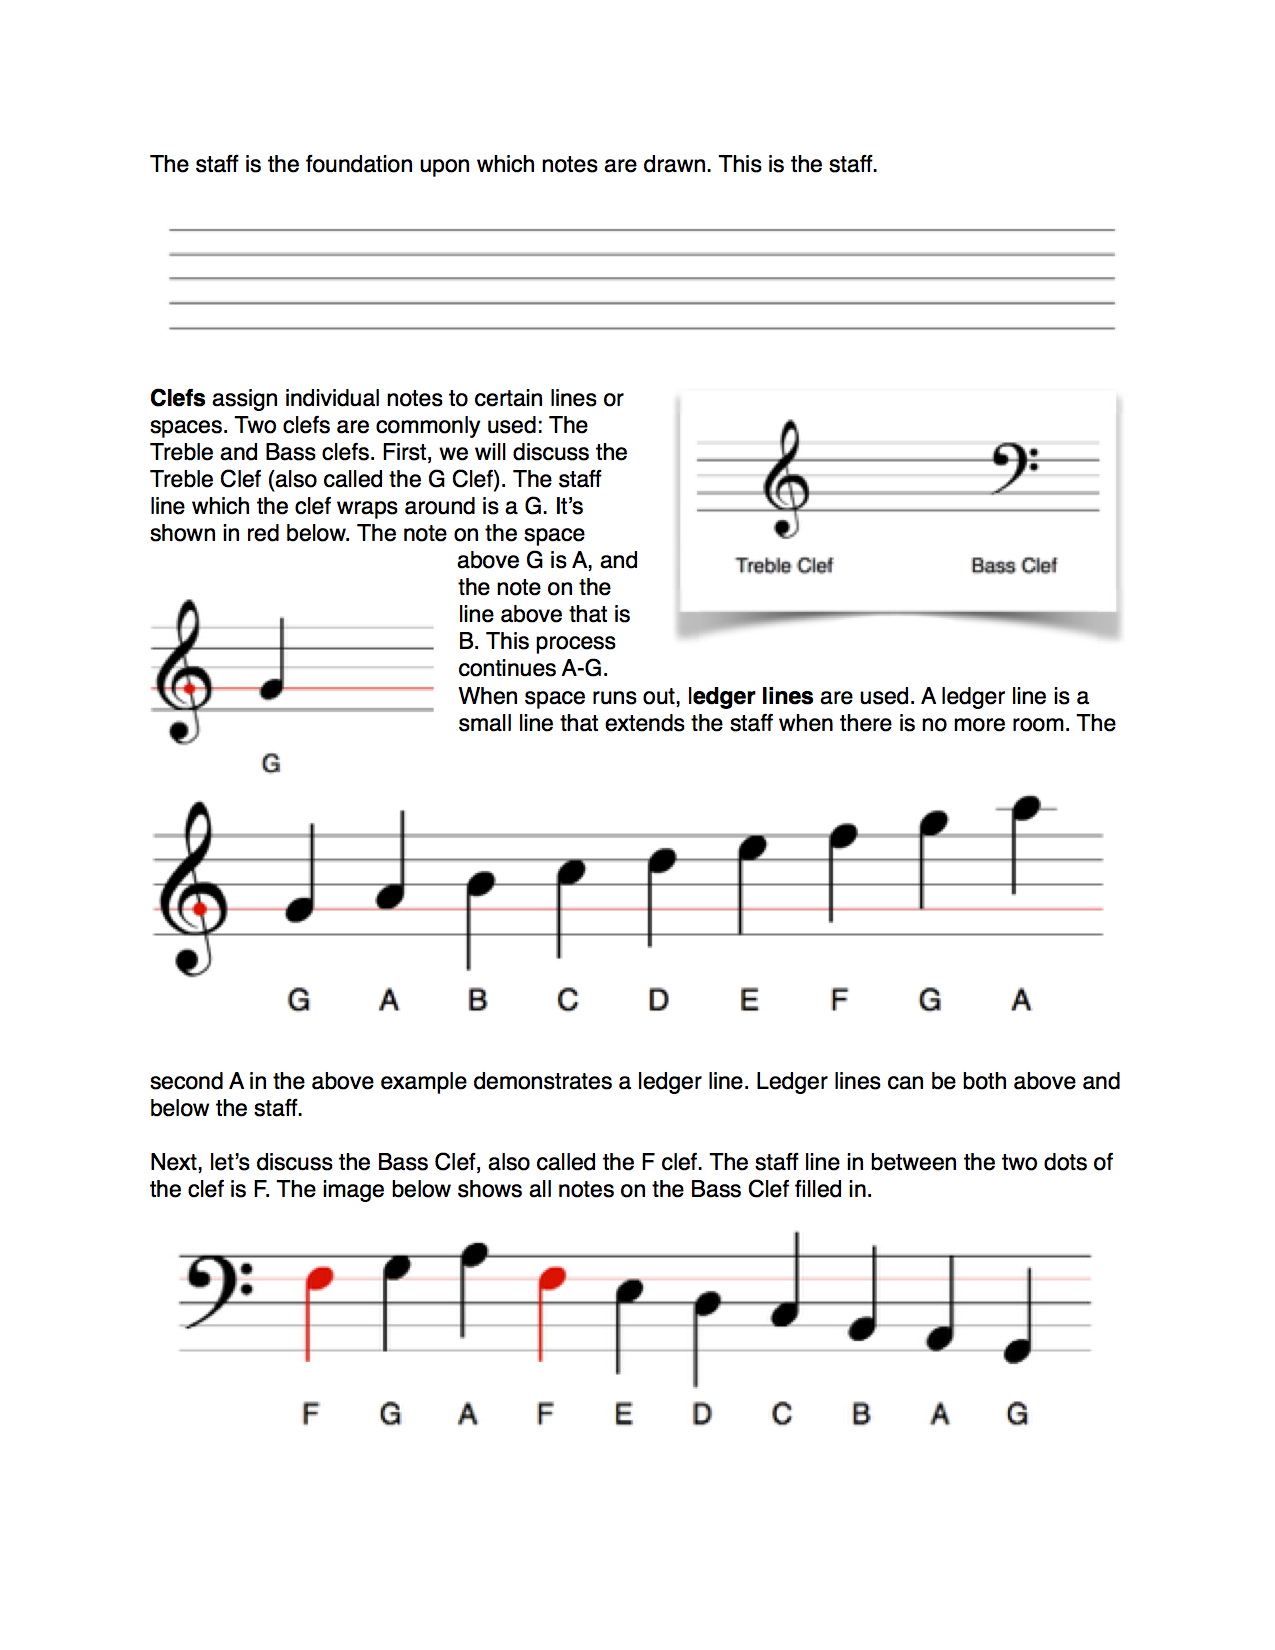 The staff is the foundation upon which notes are drawn. This is the staff.
Clefs assign individual notes to certain lines or
spaces. Two clefs are commonly used: The
Treble and Bass clefs. First, we will discuss the
Treble Clef (also called the G Clef). The staff
line which the clef wraps around is a G. It’s
shown in red below. The note on the space
above G is A, and
the note on the
line above that is
B. This process
continues A-G.
Treble Clef Bass Clef
When space runs out, ledger lines are used. A ledger line is a
small line that extends the staff when there is no more room. The
G
G A B C D E F G A
second A in the above example demonstrates a ledger line. Ledger lines can be both above and
below the staff.
Next, let’s discuss the Bass Clef, also called the F clef. The staff line in between the two dots of
the clef is F. The image below shows all notes on the Bass Clef filled in.
F G A F E D C B A G